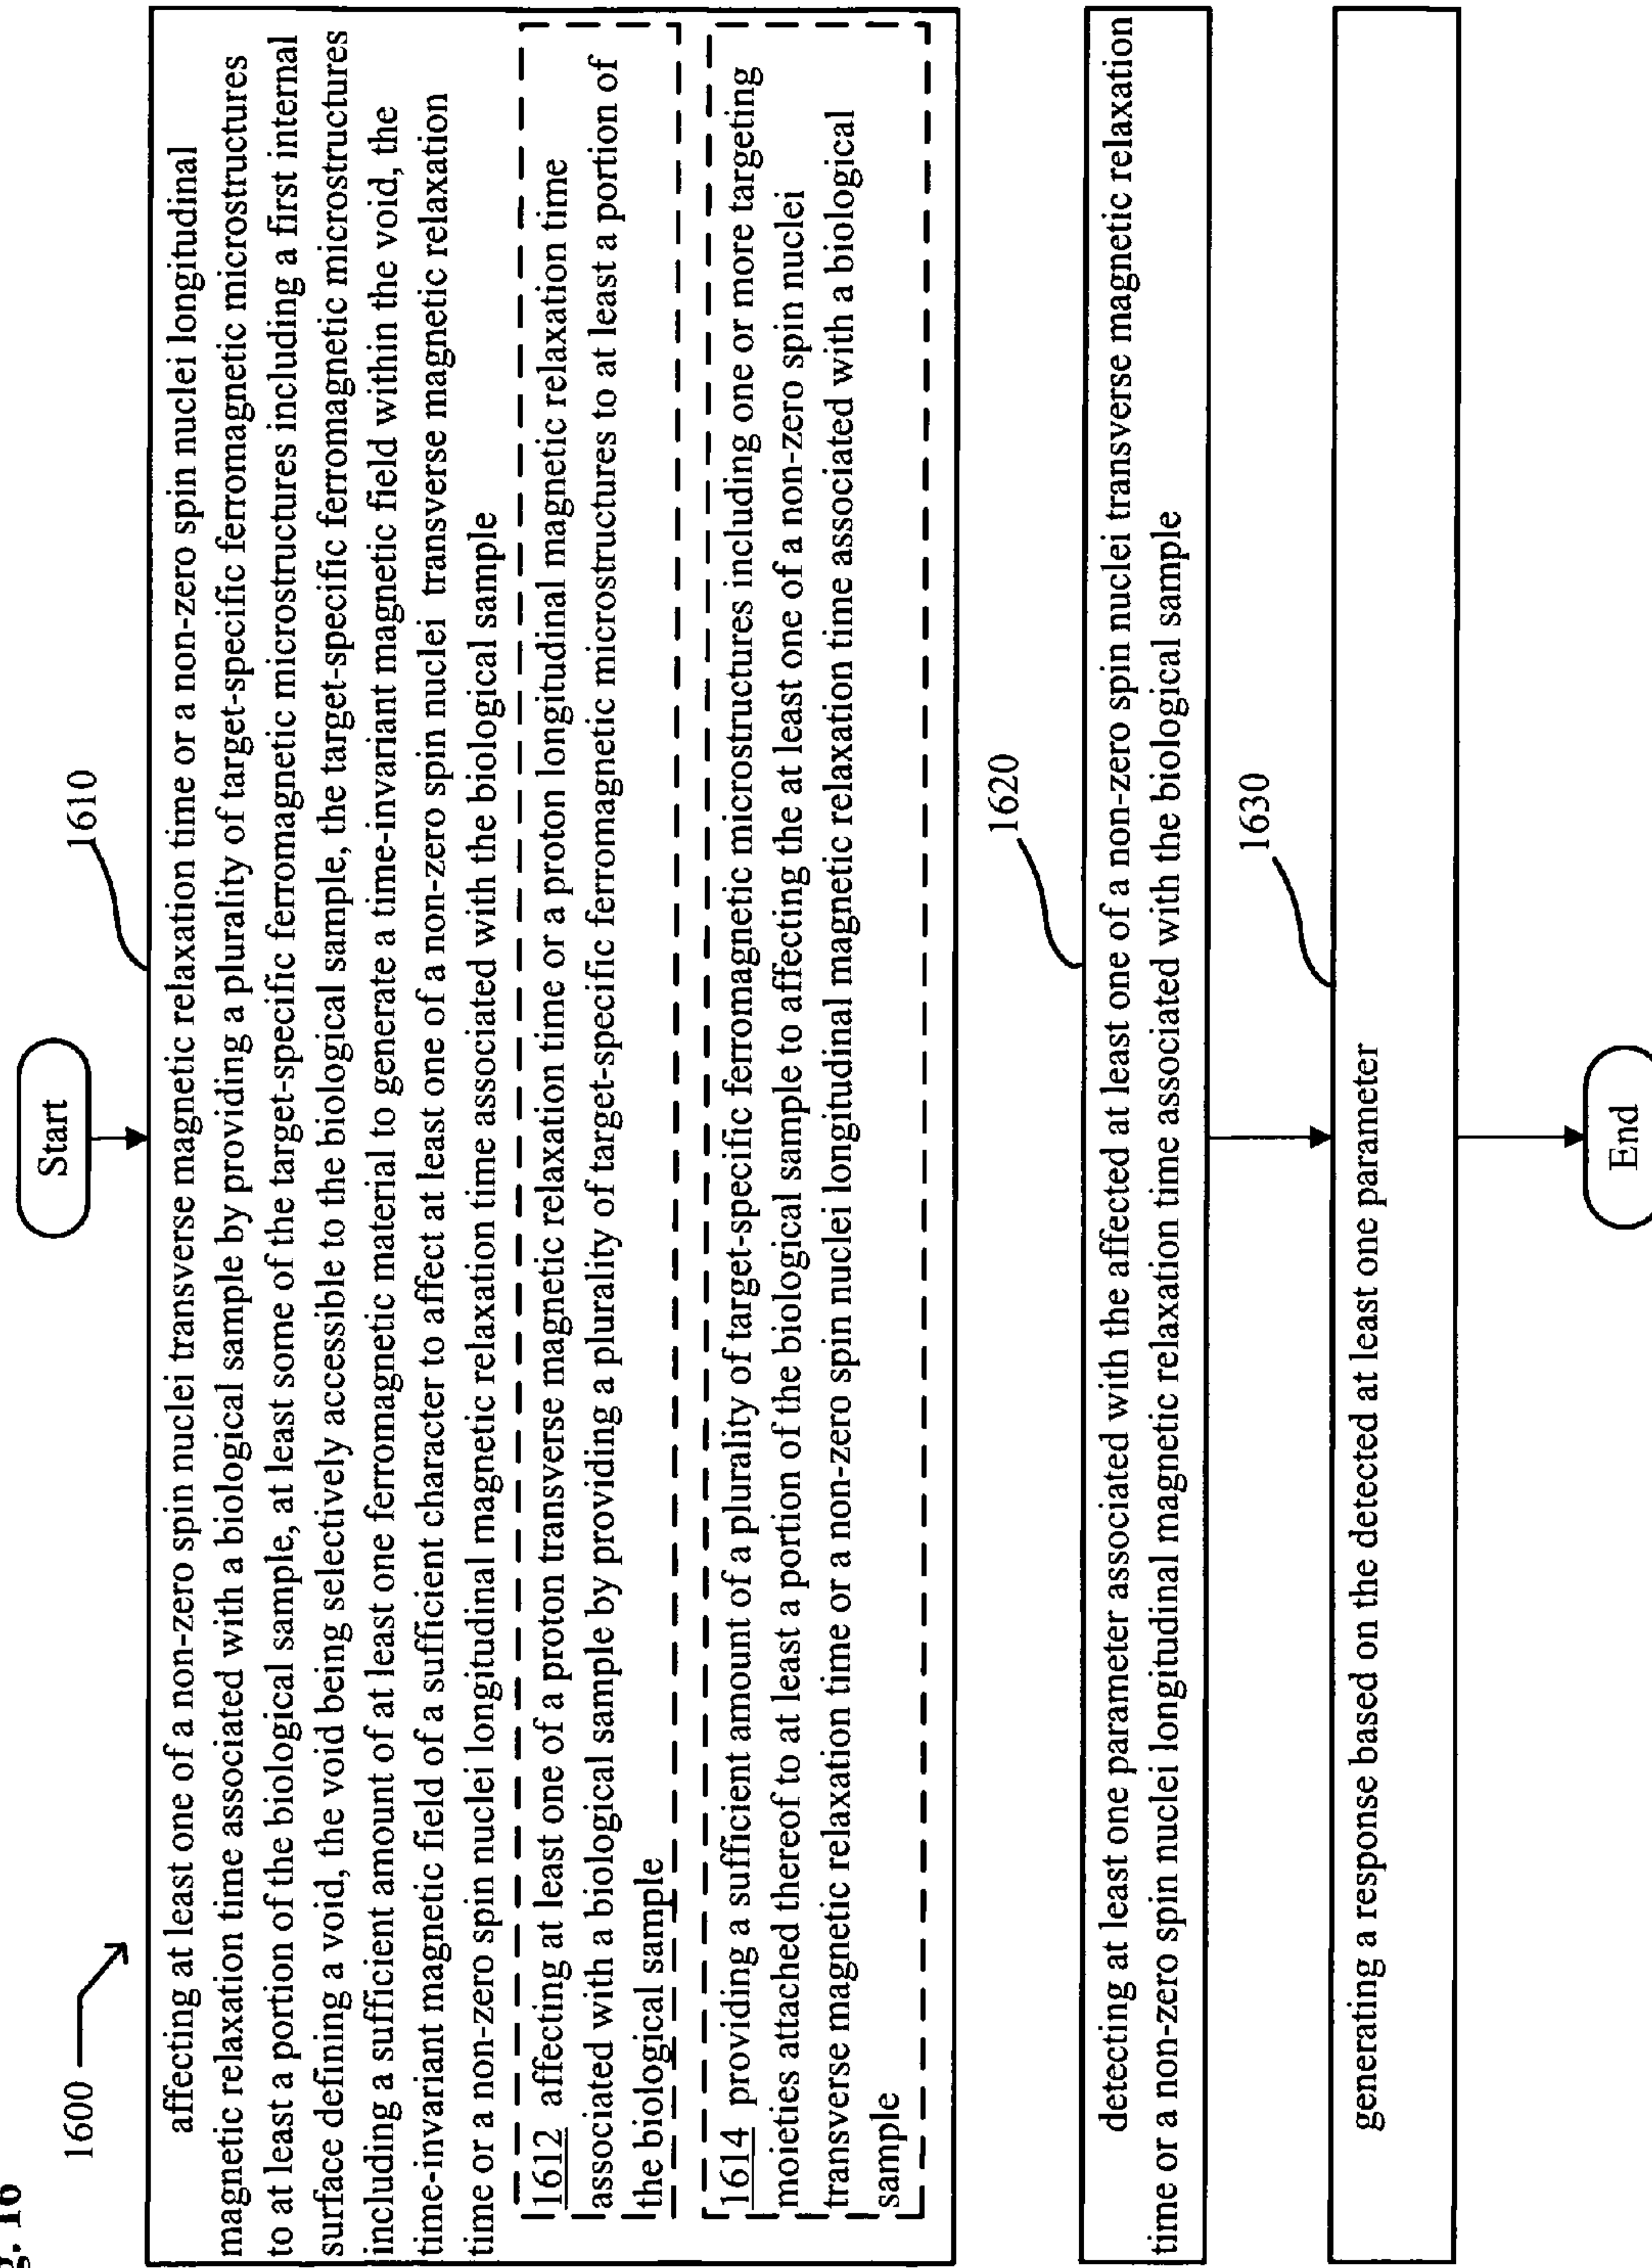 g. 16
1600
Start
1610
affecting at least one of a non-zero spin nuclei transverse magnetic relaxation time or a non-zero spin nuclei longitudinal
magnetic relaxation time associated with a biological sample by providing a plurality of target-specific ferromagnetic microstructures
to at least a portion of the biological sample, at least some of the target-specific ferromagnetic microstructures including a first internal
surface defining a void, the void being selectively accessible to the biological sample, the target-specific ferromagnetic microstructures
including a sufficient amount of at least one ferromagnetic material to generate a time-invariant magnetic field within the void, the
time-invariant magnetic field of a sufficient character to affect at least one of a non-zero spin nuclei transverse magnetic relaxation
time or a non-zero spin nuclei longitudinal magnetic relaxation time associated with the biological sample
1612 affecting at least one of a proton transverse magnetic relaxation time or a proton longitudinal magnetic relaxation time
associated with a biological sample by providing a plurality of target-specific ferromagnetic microstructures to at least a portion of
the biological sample
1614 providing a sufficient amount of a plurality of target-specific ferromagnetic microstructures including one or more targeting
moieties attached thereof to at least a portion of the biological sample to affecting the at least one of a non-zero spin nuclei
transverse magnetic relaxation time or a non-zero spin nuclei longitudinal magnetic relaxation time associated with a biological
sample
1620
detecting at least one parameter associated with the affected at least one of a non-zero spin nuclei transverse magnetic relaxation
time or a non-zero spin nuclei longitudinal magnetic relaxation time associated with the biological sample
1630
generating a response based on the detected at least one parameter
End